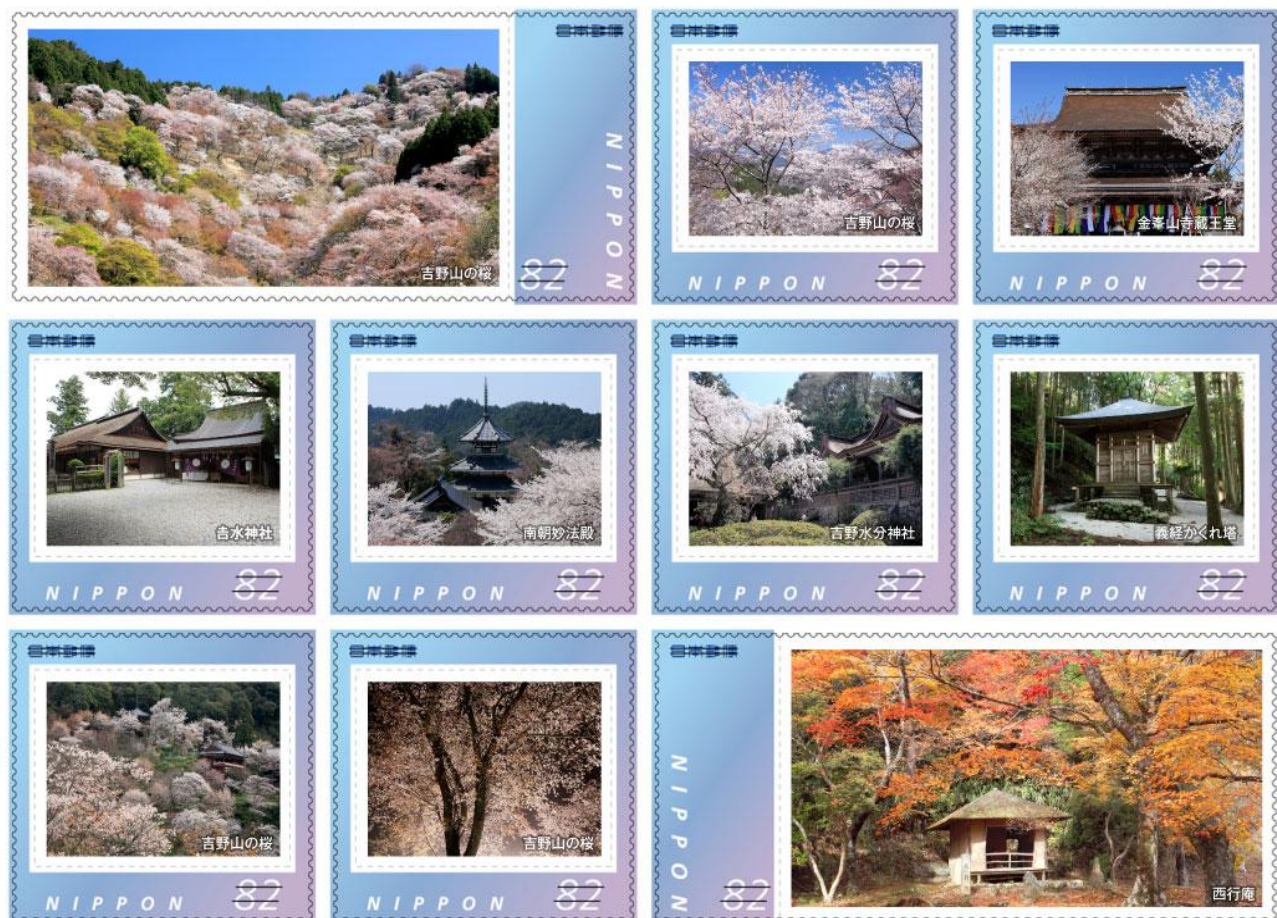 日本郵便
吉野山の桜
82
NIPPON
日本郵便
吉野山の桜
NIPPON
82
日本郵便
金峯山寺蔵王堂
NIPPON
82
日本郵便
吉水神社
NIPPON
82
日本郵便
南朝妙法殿
NIPPON
82
日本郵便
吉野水分神社
NIPPON
82
日本郵便
義経かくれ塔
NIPPON
82
日本郵便
吉野山の桜
NIPPON
82
日本郵便
吉野山の桜
NIPPON
82
日本郵便
NIPPON
82
西行庵